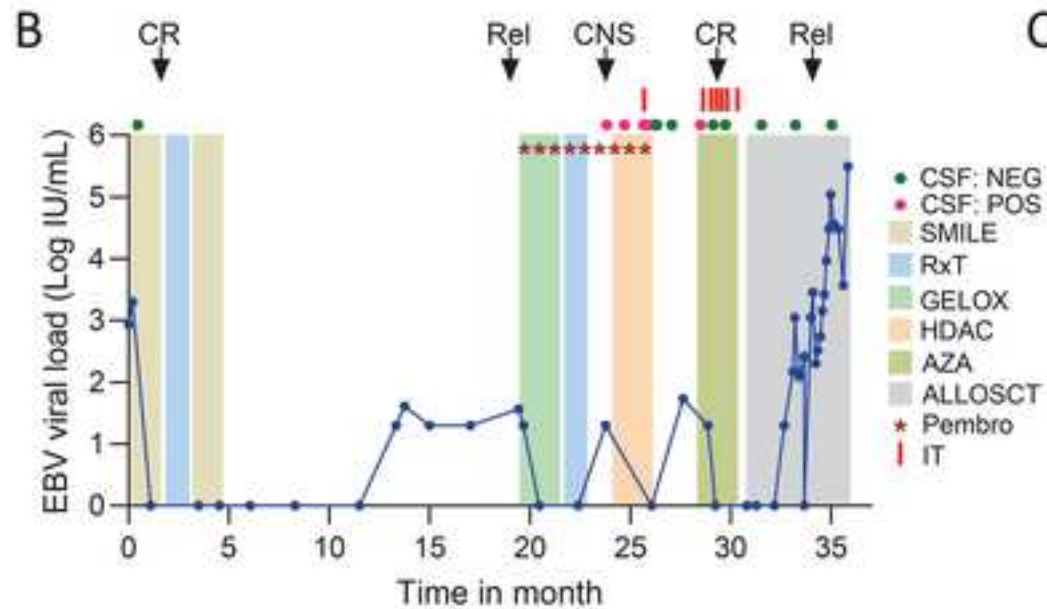 B
C
CR Rel CNS CR Rel
EBV viral load (Log IU/mL)
6
5
4
3
2
1
0
0 5 10 15 20 25 30 35
Time in month
CSF: NEG
CSF: POS
SMILE
RxT
GELOX
HDAC
AZA
ALLOSCT
* Pembro
IT